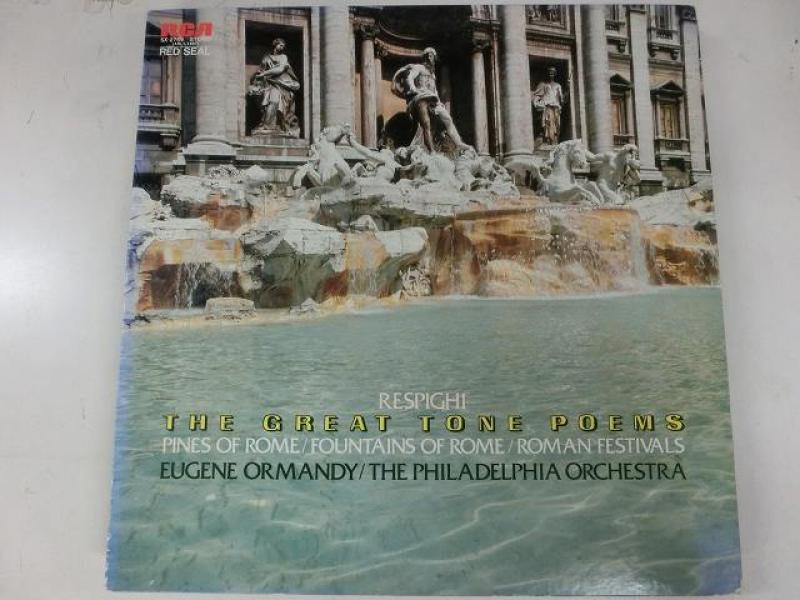 RCA
RED SEAL
RESPIGHI
THE GREAT TONE POEMS
PINES OF ROME/FOUNTAINS OF ROME/ROMAN FESTIVALS
EUGENE ORMANDY/THE PHILADELPHIA ORCHESTRA